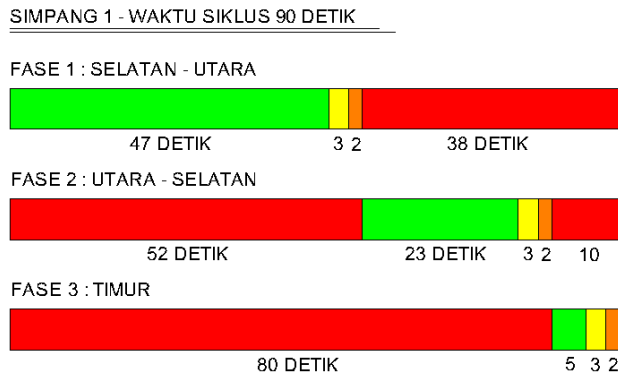 SIMPANG 1 - WAKTU SIKLUS 90 DETIK
FASE 1 : SELATAN - UTARA
47 DETIK 3 2 38 DETIK
FASE 2 : UTARA - SELATAN
52 DETIK 23 DETIK 3 2 10
FASE 3 : TIMUR
80 DETIK 5 3 2